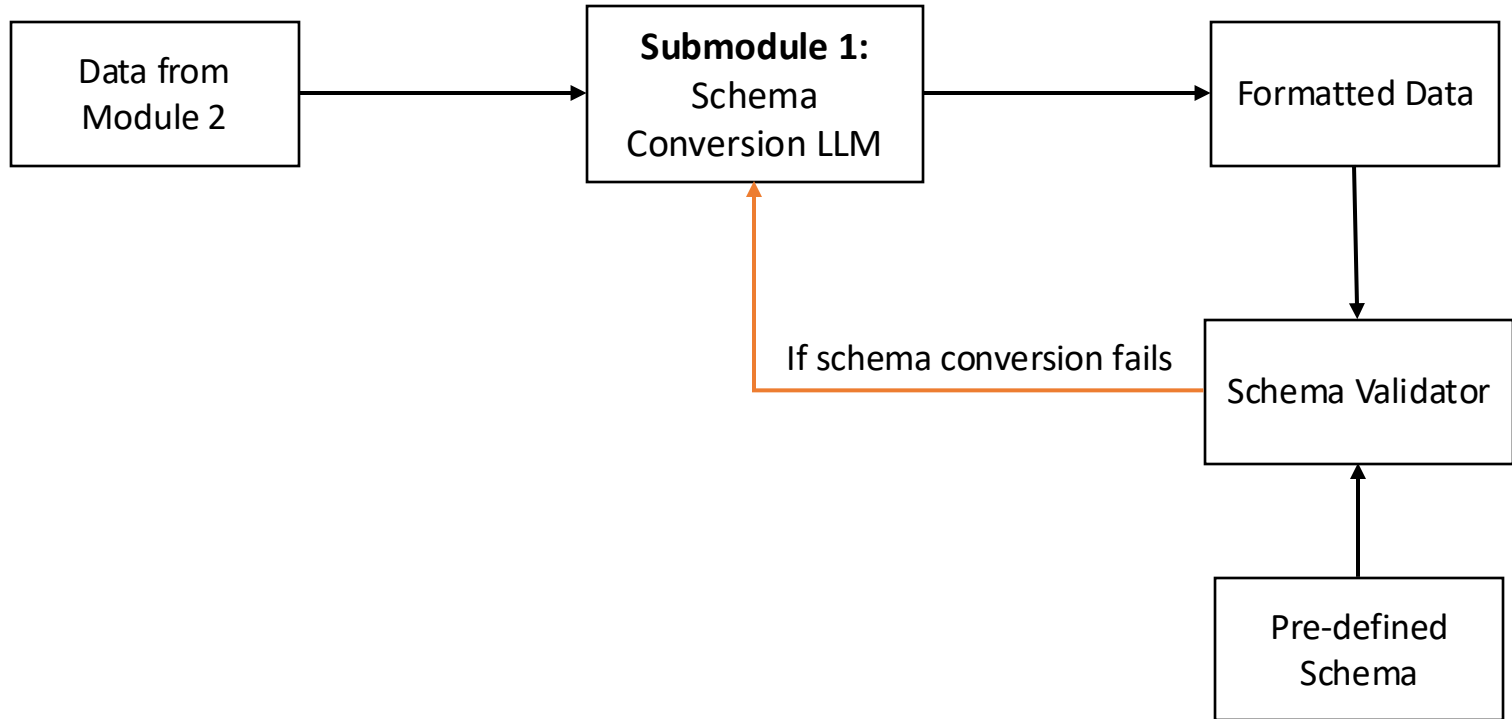 Data from
Module 2
Submodule 1:
Schema
Conversion LLM
Formatted Data
If schema conversion fails
Schema Validator
Pre-defined
Schema